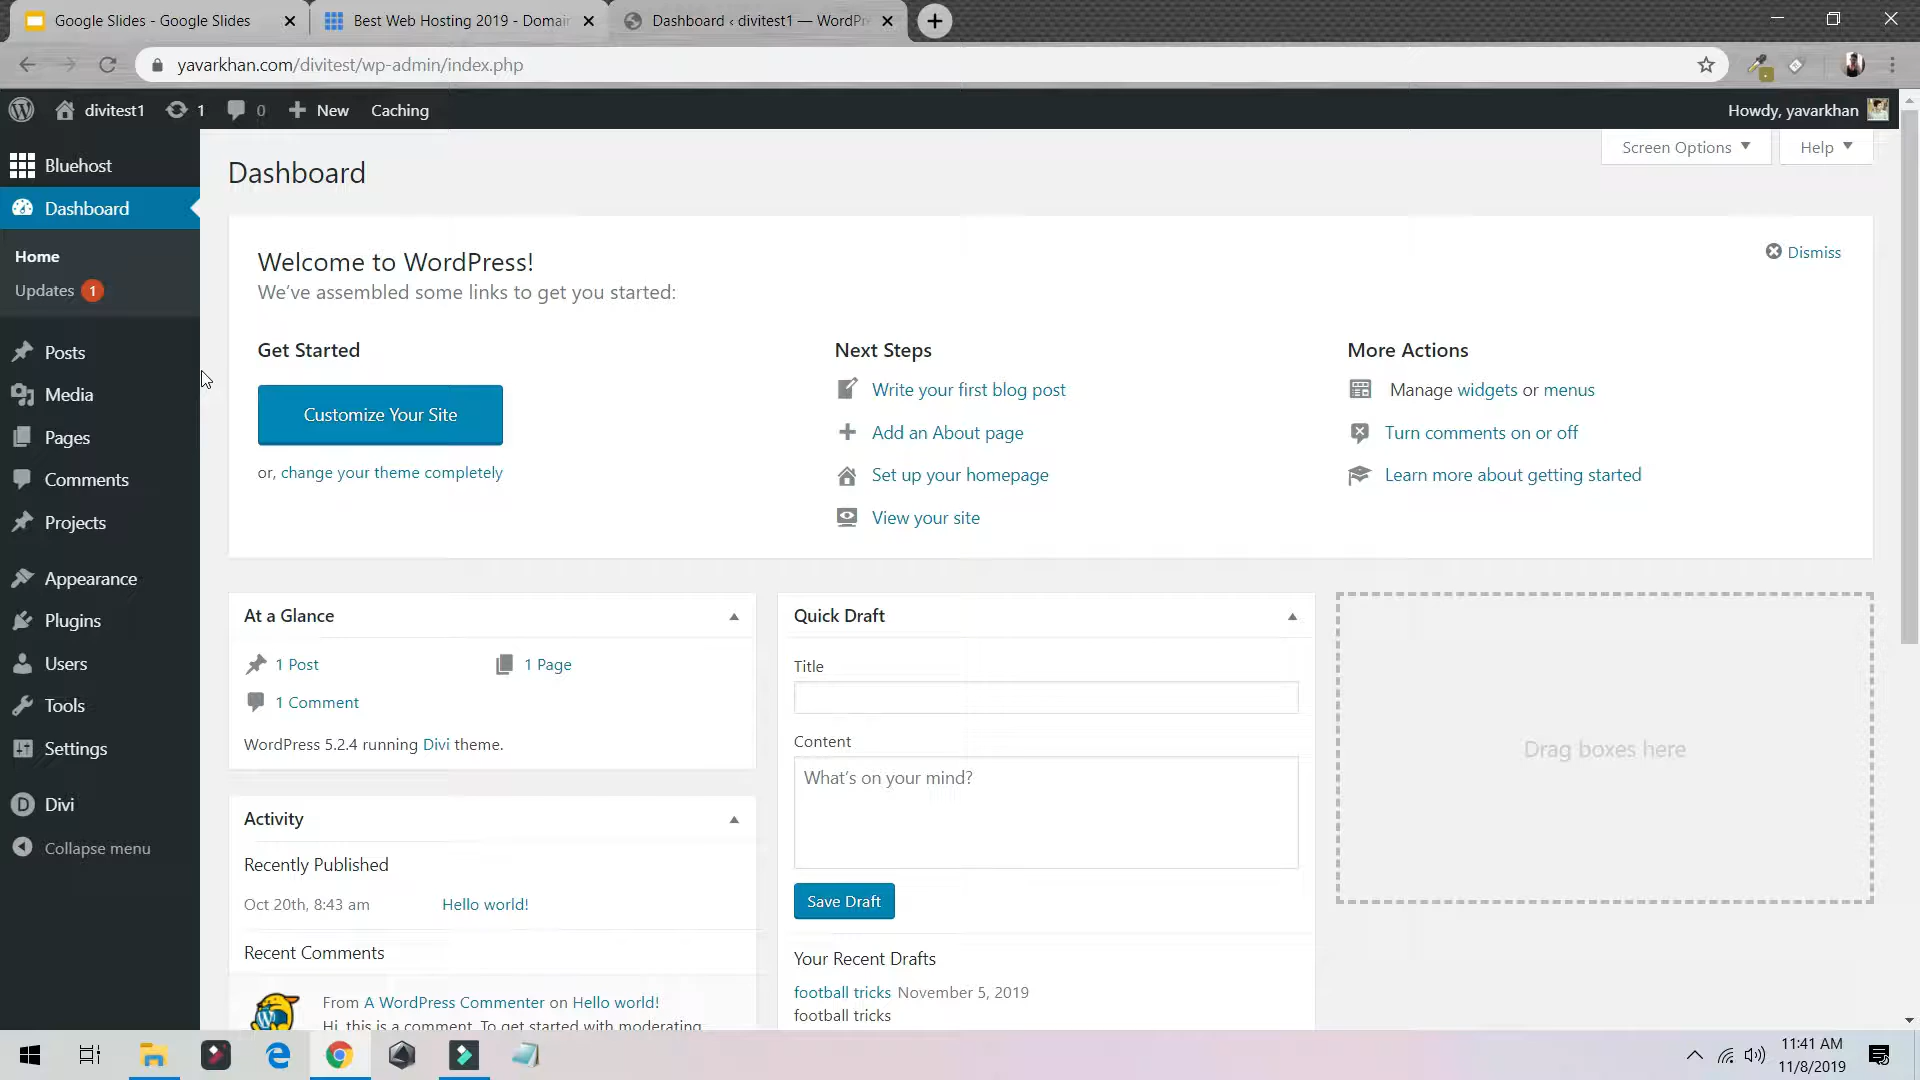 Google Slides - Google Slides
Best Web Hosting 2019 - Domai
Dashboard ‹ divitest1 — WordPr
yavarkhan.com/divitest/wp-admin/index.php
divitest1
1
0
New
Caching
Howdy, yavarkhan
Bluehost
Dashboard
Home
Updates 1
Posts
Media
Pages
Comments
Projects
Appearance
Plugins
Users
Tools
Settings
Divi
Collapse menu
Screen Options
Help
Dashboard
Welcome to WordPress!
We've assembled some links to get you started:
Dismiss
Get Started
Customize Your Site
or, change your theme completely
Next Steps
Write your first blog post
Add an About page
Set up your homepage
View your site
More Actions
Manage widgets or menus
Turn comments on or off
Learn more about getting started
At a Glance
1 Post
1 Page
1 Comment
WordPress 5.2.4 running Divi theme.
Activity
Recently Published
Oct 20th, 8:43 am
Hello world!
Recent Comments
From A WordPress Commenter on Hello world!
Hi, this is a comment. To get started with moderating,
Quick Draft
Title
Content
What's on your mind?
Save Draft
Your Recent Drafts
football tricks November 5, 2019
football tricks
Drag boxes here
11:41 AM
11/8/2019